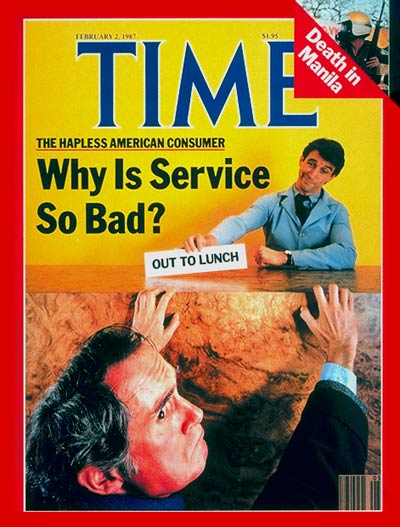 FEBRUARY 2, 1987
$1.95
Death in
Manila
TIME
THE HAPLESS AMERICAN CONSUMER
Why Is Service
So Bad?
OUT TO LUNCH